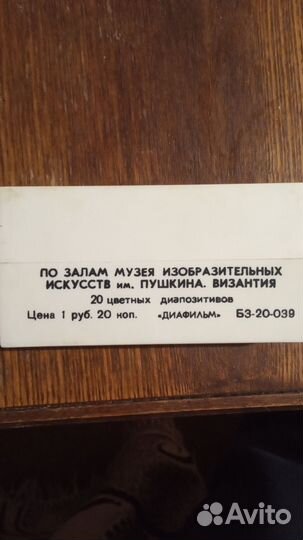 ПО ЗАЛАМ МУЗЕЯ ИЗОБРАЗИТЕЛЬНЫХ
ИСКУССТВ им. ПУШКИНА. ВИЗАНТИЯ
20 цветных диапозитивов
Цена 1 руб. 20 коп. «ДИАФИЛЬМ» БЗ-20-039
Avito